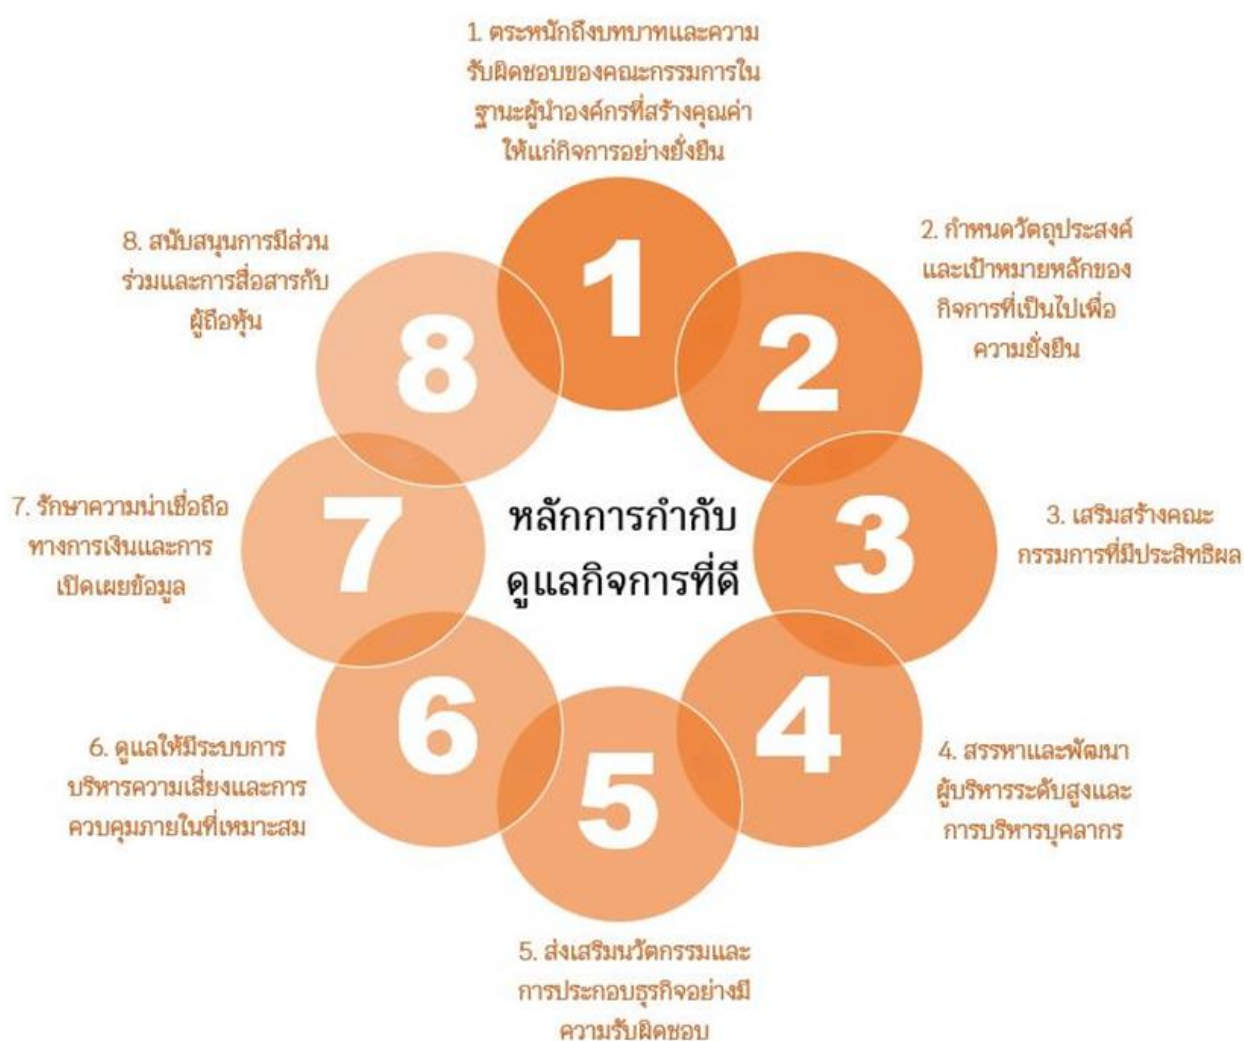 1. ตระหนักถึงบทบาทและความ
รับผิดชอบของคณะกรรมการใน
ฐานะผู้นำองค์กรที่สร้างคุณค่า
ให้แก่กิจการอย่างยั่งยืน
1
2. กำหนดวัตถุประสงค์
และเป้าหมายหลักของ
กิจการที่เป็นไปเพื่อ
ความยั่งยืน
2
3. เสริมสร้างคณะ
กรรมการที่มีประสิทธิผล
3
4. สรรหาและพัฒนา
ผู้บริหารระดับสูงและ
การบริหารบุคลากร
4
5. ส่งเสริมนวัตกรรมและ
การประกอบธุรกิจอย่างมี
ความรับผิดชอบ
5
6. ดูแลให้มีระบบการ
บริหารความเสี่ยงและการ
ควบคุมภายในที่เหมาะสม
6
7. รักษาความน่าเชื่อถือ
ทางการเงินและการ
เปิดเผยข้อมูล
7
8. สนับสนุนการมีส่วน
ร่วมและการสื่อสารกับ
ผู้ถือหุ้น
8
หลักการกำกับ
ดูแลกิจการที่ดี